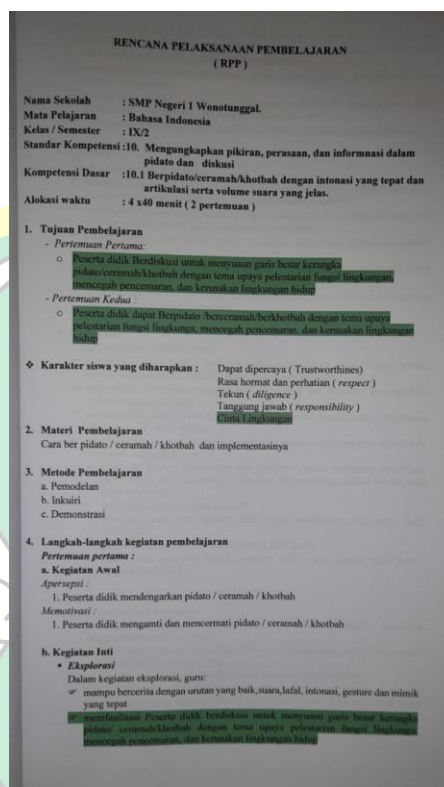 RENCANA PELAKSANAAN PEMBELAJARAN
( RPP )
Nama Sekolah : SMP Negeri 1 Wonotunggal.
Mata Pelajaran : Bahasa Indonesia
Kelas / Semester : IX/2
Standar Kompetensi :10. Mengungkapkan pikiran, perasaan, dan informnasi dalam
pidato dan diskusi
Kompetensi Dasar :10.1 Berpidato/ceramah/khotbah dengan intonasi yang tepat dan
artikulasi serta volume suara yang jelas.
Alokasi waktu : 4 x40 menit ( 2 pertemuan )
1. Tujuan Pembelajaran
- Pertemuan Pertama:
o Peserta didik Berdiskusi untuk menyusun garis besar kerangka
pidato/ceramah/khotbah dengan tema upaya pelestarian fungsi lingkungan,
mencegah pencemaran, dan kerusakan lingkungan hidup
- Pertemuan Kedua :
o Peserta didik dapat Berpidato /berceramah/berkhotbah dengan tema upaya
pelestarian fungsi lingkunga, mencegah pencemaran, dan kerusakan lingkungan
hidup
❖ Karakter siswa yang diharapkan : Dapat dipercaya ( Trustworthines)
Rasa hormat dan perhatian ( respect )
Tekun ( diligence )
Tanggung jawab ( responsibility )
Cinta Lingkungan
2. Materi Pembelajaran
Cara ber pidato / ceramah / khotbah dan implementasinya
3. Metode Pembelajaran
a. Pemodelan
b. Inkuiri
c. Demonstrasi
4. Langkah-langkah kegiatan pembelajaran
Pertemuan pertama :
a. Kegiatan Awal
Apersepsi :
1. Peserta didik mendengarkan pidato / ceramah / khotbah
Memotivasi :
1. Peserta didik mengamti dan mencermati pidato / ceramah / khotbah
b. Kegiatan Inti
• Eksplorasi
Dalam kegiatan eksplorasi, guru:
☞ mampu bercerita dengan urutan yang baik,suara,lafal, intonasi, gesture dan mimik
yang tepat
☞ memfasilitasi Peserta didik berdiskusi untuk menyusun garis besar kerangka
pidato/ ceramah/khotbah dengan tema upaya pelestarian fungsi lingkunga,
mencegah pencemaran, dan kerusakan lingkungan hidup